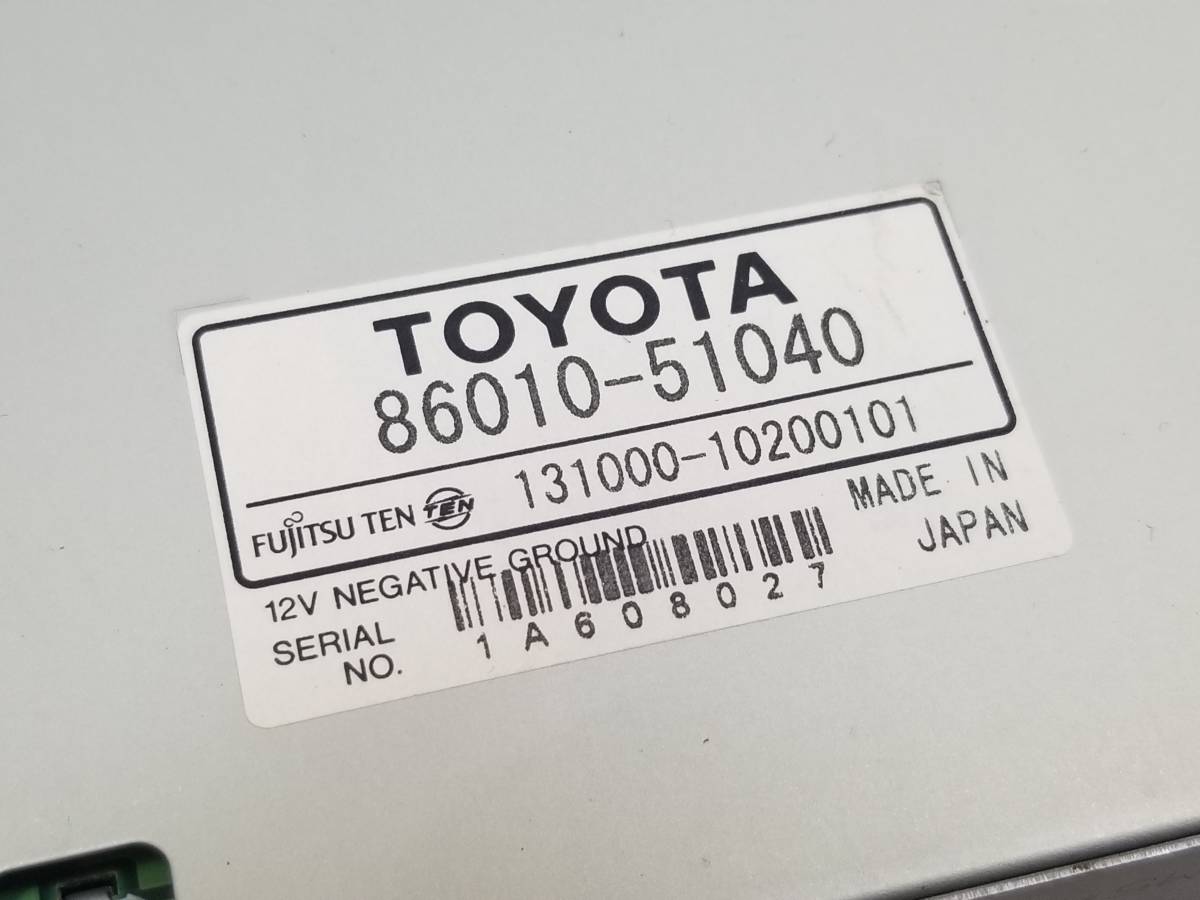 TOYOTA
86010-51040
FUJITSU TEN TEN 131000-10200101
12V NEGATIVE GROUND MADE IN
SERIAL JAPAN
NO. 1A608027